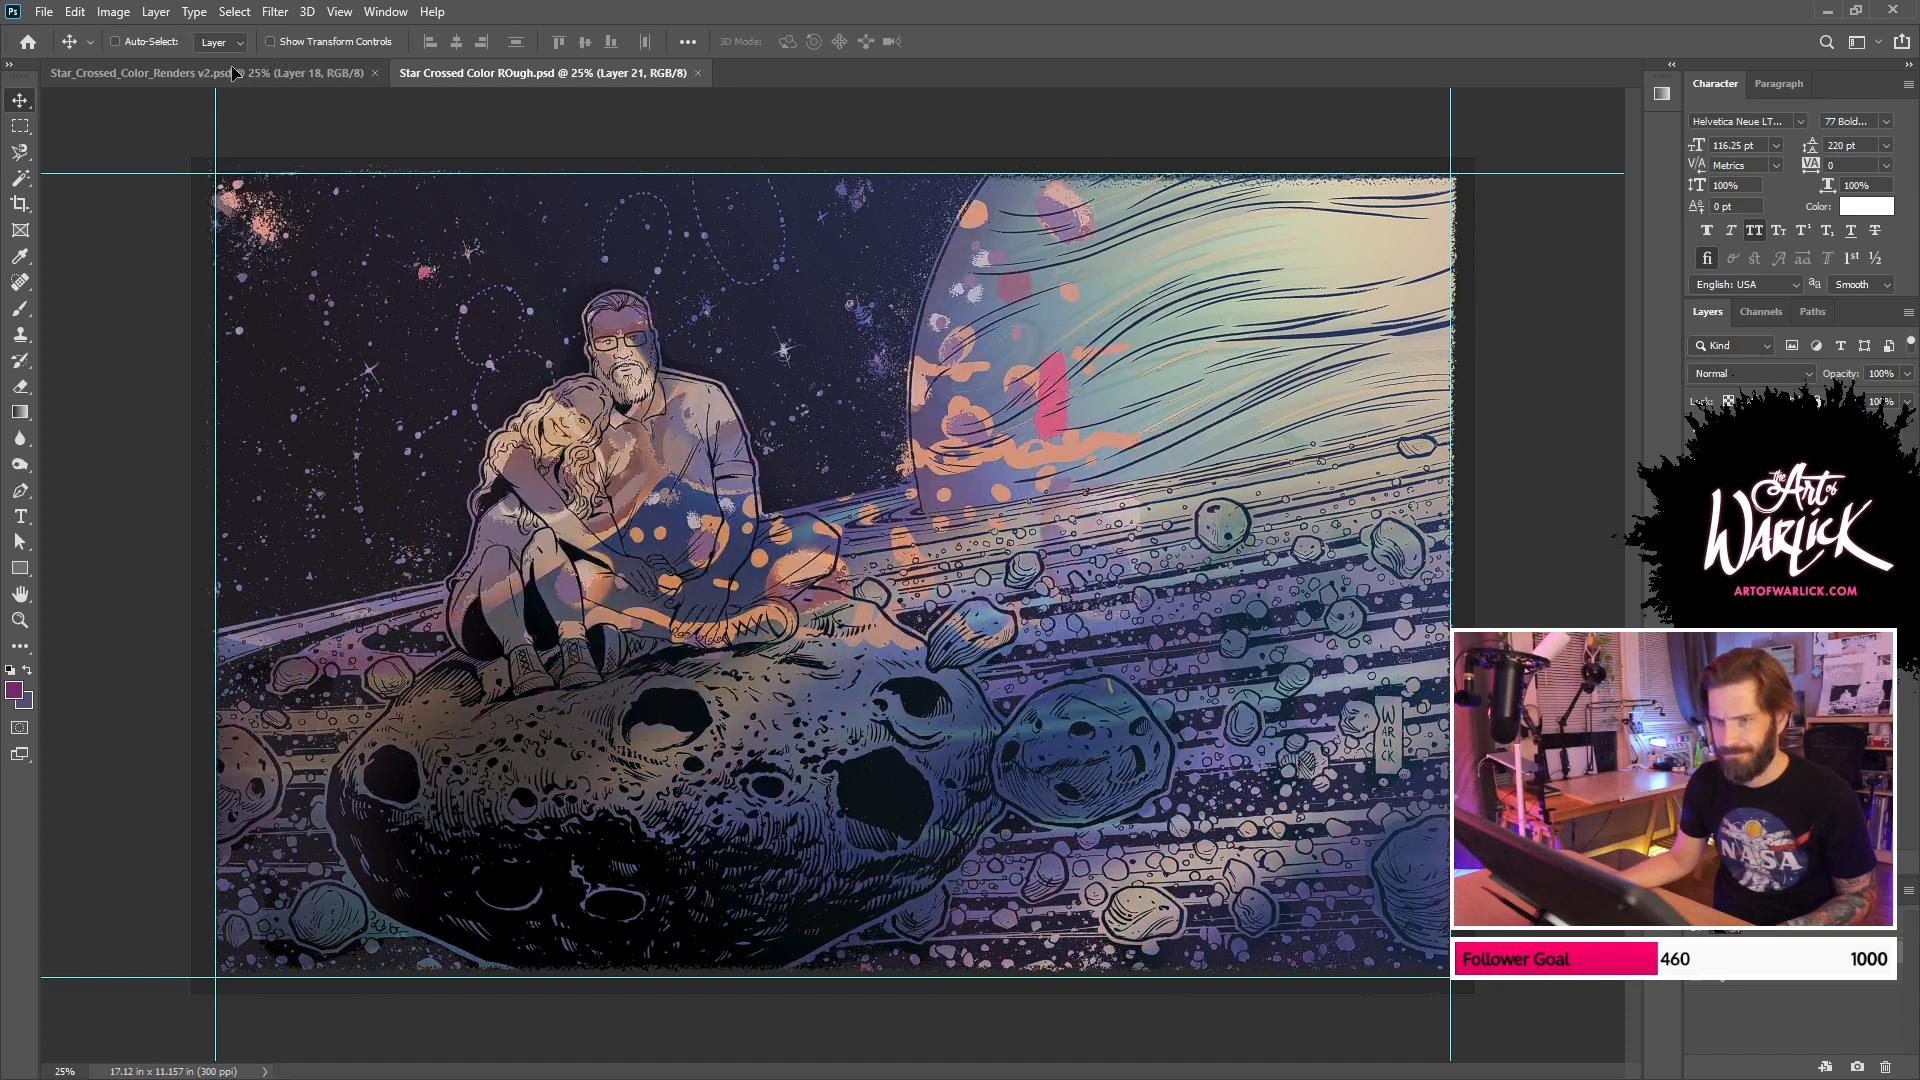 Ps File Edit Image Layer Type Select Filter 3D View Window Help
Auto-Select: Layer Show Transform Controls 3D Mode:
Star_Crossed_Color_Renders v2.psd @ 25% (Layer 18, RGB/8) × Star Crossed Color ROugh.psd @ 25% (Layer 21, RGB/8) ×
Character Paragraph
Helvetica Neue LT... 77 Bold...
116.25 pt 220 pt
Metrics 0
100% 100%
0 pt Color:
English: USA Smooth
Layers Channels Paths
Kind
Normal Opacity: 100%
Lock: 100%
the Art of
WARLICK
ARTOFWARLICK.COM
WARLICK
NASA
Follower Goal 460 1000
25% 17.12 in x 11.157 in (300 ppi)